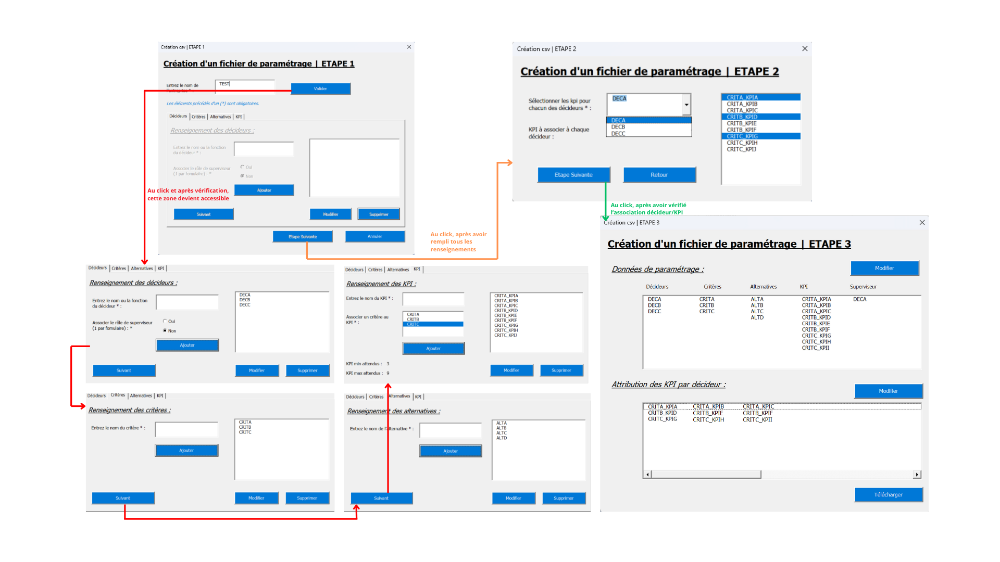 Création csv | ETAPE 1
Création d'un fichier de paramétrage | ETAPE 1
Entrez le nom de
l'entreprise * :
TEST
Valider
Les éléments précédés d'un (*) sont obligatoires.
Décideurs
Critères
Alternatives
KPI
Renseignement des décideurs :
Entrez le nom ou la fonction
du décideur * :
Associer le rôle de superviseur
(1 par fomulaire) : *
Oui
Non
Ajouter
Au click et après vérification,
cette zone devient accessible
Suivant
Modifier
Supprimer
Etape Suivante
Annuler
Au click, après avoir
rempli tous les
renseignements
Création csv | ETAPE 2
Création d'un fichier de paramétrage | ETAPE 2
Sélectionner les kpi pour
chacun des décideurs * :
DECA
DECA
DECB
DECC
KPI à associer à chaque
décideur :
CRITA_KPIA
CRITA_KPIB
CRITA_KPIC
CRITB_KPID
CRITB_KPIE
CRITB_KPIF
CRITC_KPIG
CRITC_KPIH
CRITC_KPIJ
Etape Suivante
Retour
Au click, après avoir vérifié
l'association décideur/KPI
Décideurs
Critères
Alternatives
KPI
Renseignement des décideurs :
Entrez le nom ou la fonction
du décideur * :
Associer le rôle de superviseur
(1 par fomulaire) : *
Oui
Non
Ajouter
DECA
DECB
DECC
Suivant
Modifier
Supprimer
Décideurs
Critères
Alternatives
KPI
Renseignement des KPI :
Entrez le nom du KPI * :
Associer un critère au
KPI * :
CRITA
CRITB
CRITC
Ajouter
KPI min attendus : 3
KPI max attendus : 9
CRITA_KPIA
CRITA_KPIB
CRITA_KPIC
CRITB_KPID
CRITB_KPIE
CRITB_KPIF
CRITC_KPIG
CRITC_KPIH
CRITC_KPIJ
Modifier
Supprimer
Décideurs
Critères
Alternatives
KPI
Renseignement des critères :
Entrez le nom du critère * :
Ajouter
CRITA
CRITB
CRITC
Suivant
Modifier
Supprimer
Décideurs
Critères
Alternatives
KPI
Renseignement des alternatives :
Entrez le nom de l'alternative * :
Ajouter
ALTA
ALTB
ALTC
ALTD
Suivant
Modifier
Supprimer
Création csv | ETAPE 3
Création d'un fichier de paramétrage | ETAPE 3
Données de paramétrage :
Modifier
Décideurs Critères Alternatives KPI Superviseur
DECA CRITA ALTA CRITA_KPIA DECA
DECB CRITB ALTB CRITA_KPIB
DECC CRITC ALTC CRITA_KPIC
ALTD CRITB_KPID
CRITB_KPIE
CRITB_KPIF
CRITC_KPIG
CRITC_KPIH
CRITC_KPII
Attribution des KPI par décideur :
Modifier
CRITA_KPIA CRITA_KPIB CRITA_KPIC
CRITB_KPID CRITB_KPIE CRITB_KPIF
CRITC_KPIG CRITC_KPIH CRITC_KPII
Télécharger